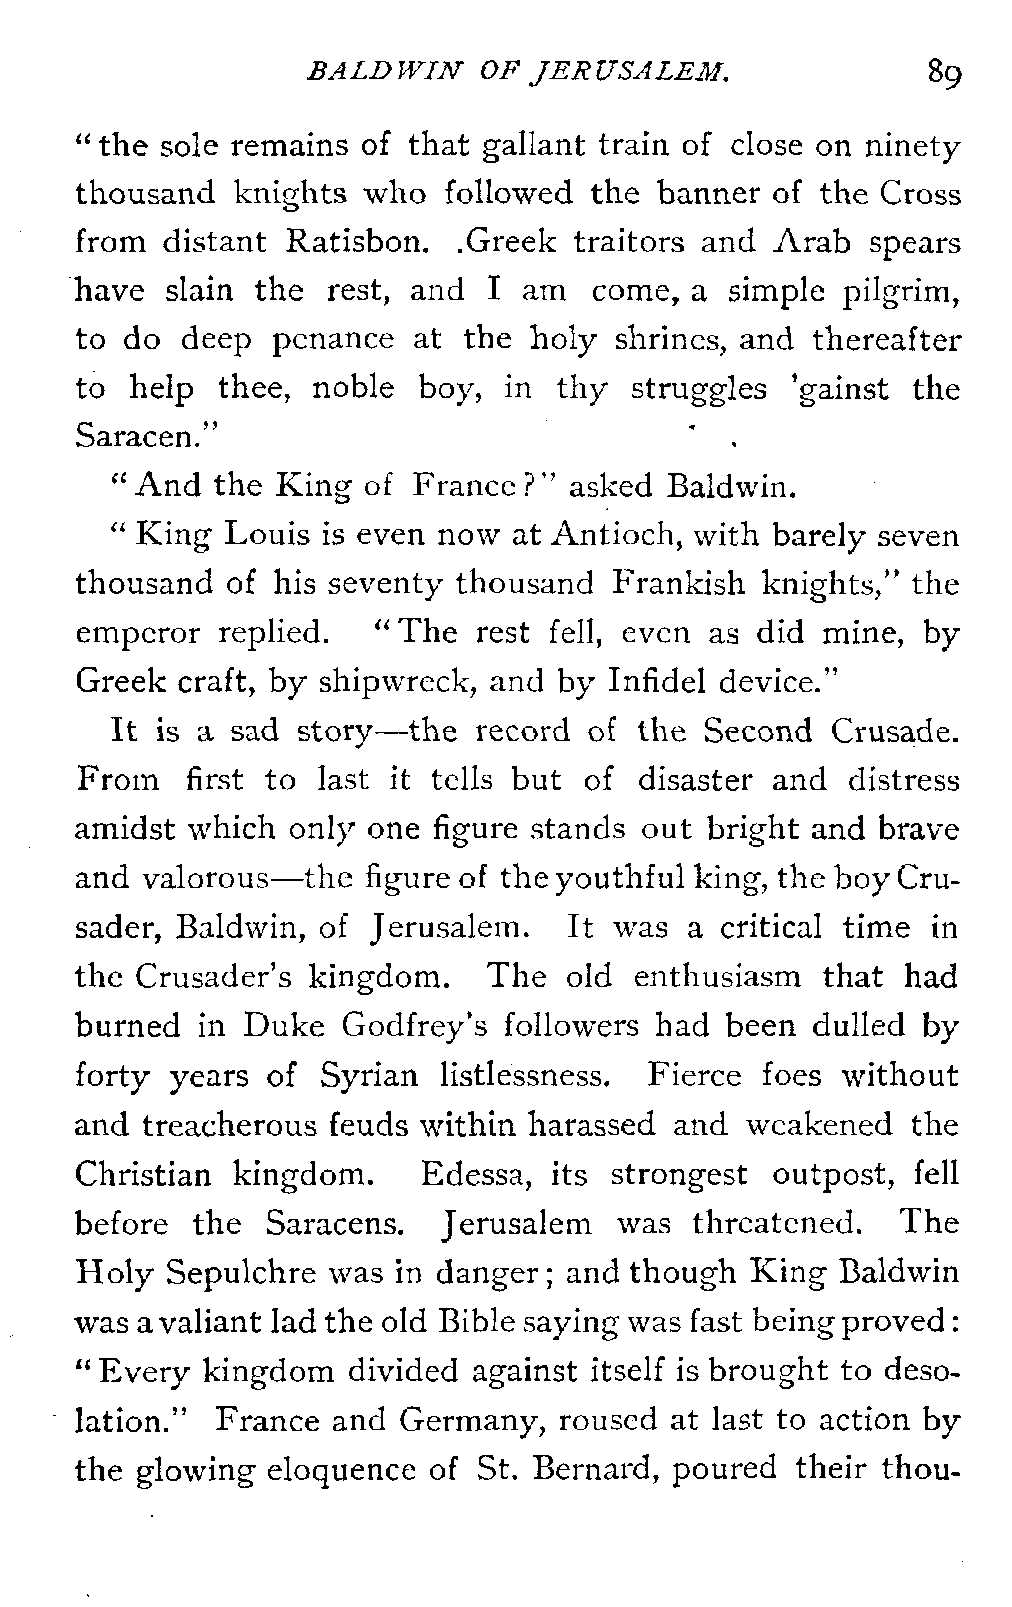 BALDWIN OF JERUSALEM. 89
"the sole remains of that gallant train of close on ninety
thousand knights who followed the banner of the Cross
from distant Ratisbon. .Greek traitors and Arab spears
have slain the rest, and I am come, a simple pilgrim,
to do deep penance at the holy shrines, and thereafter
to help thee, noble boy, in thy struggles 'gainst the
Saracen."
"And the King of France?" asked Baldwin.
"King Louis is even now at Antioch, with barely seven
thousand of his seventy thousand Frankish knights," the
emperor replied. "The rest fell, even as did mine, by
Greek craft, by shipwreck, and by Infidel device."
It is a sad story—the record of the Second Crusade.
From first to last it tells but of disaster and distress
amidst which only one figure stands out bright and brave
and valorous—the figure of the youthful king, the boy Cru-
sader, Baldwin, of Jerusalem. It was a critical time in
the Crusader's kingdom. The old enthusiasm that had
burned in Duke Godfrey's followers had been dulled by
forty years of Syrian listlessness. Fierce foes without
and treacherous feuds within harassed and weakened the
Christian kingdom. Edessa, its strongest outpost, fell
before the Saracens. Jerusalem was threatened. The
Holy Sepulchre was in danger; and though King Baldwin
was a valiant lad the old Bible saying was fast being proved:
"Every kingdom divided against itself is brought to deso-
lation." France and Germany, roused at last to action by
the glowing eloquence of St. Bernard, poured their thou-